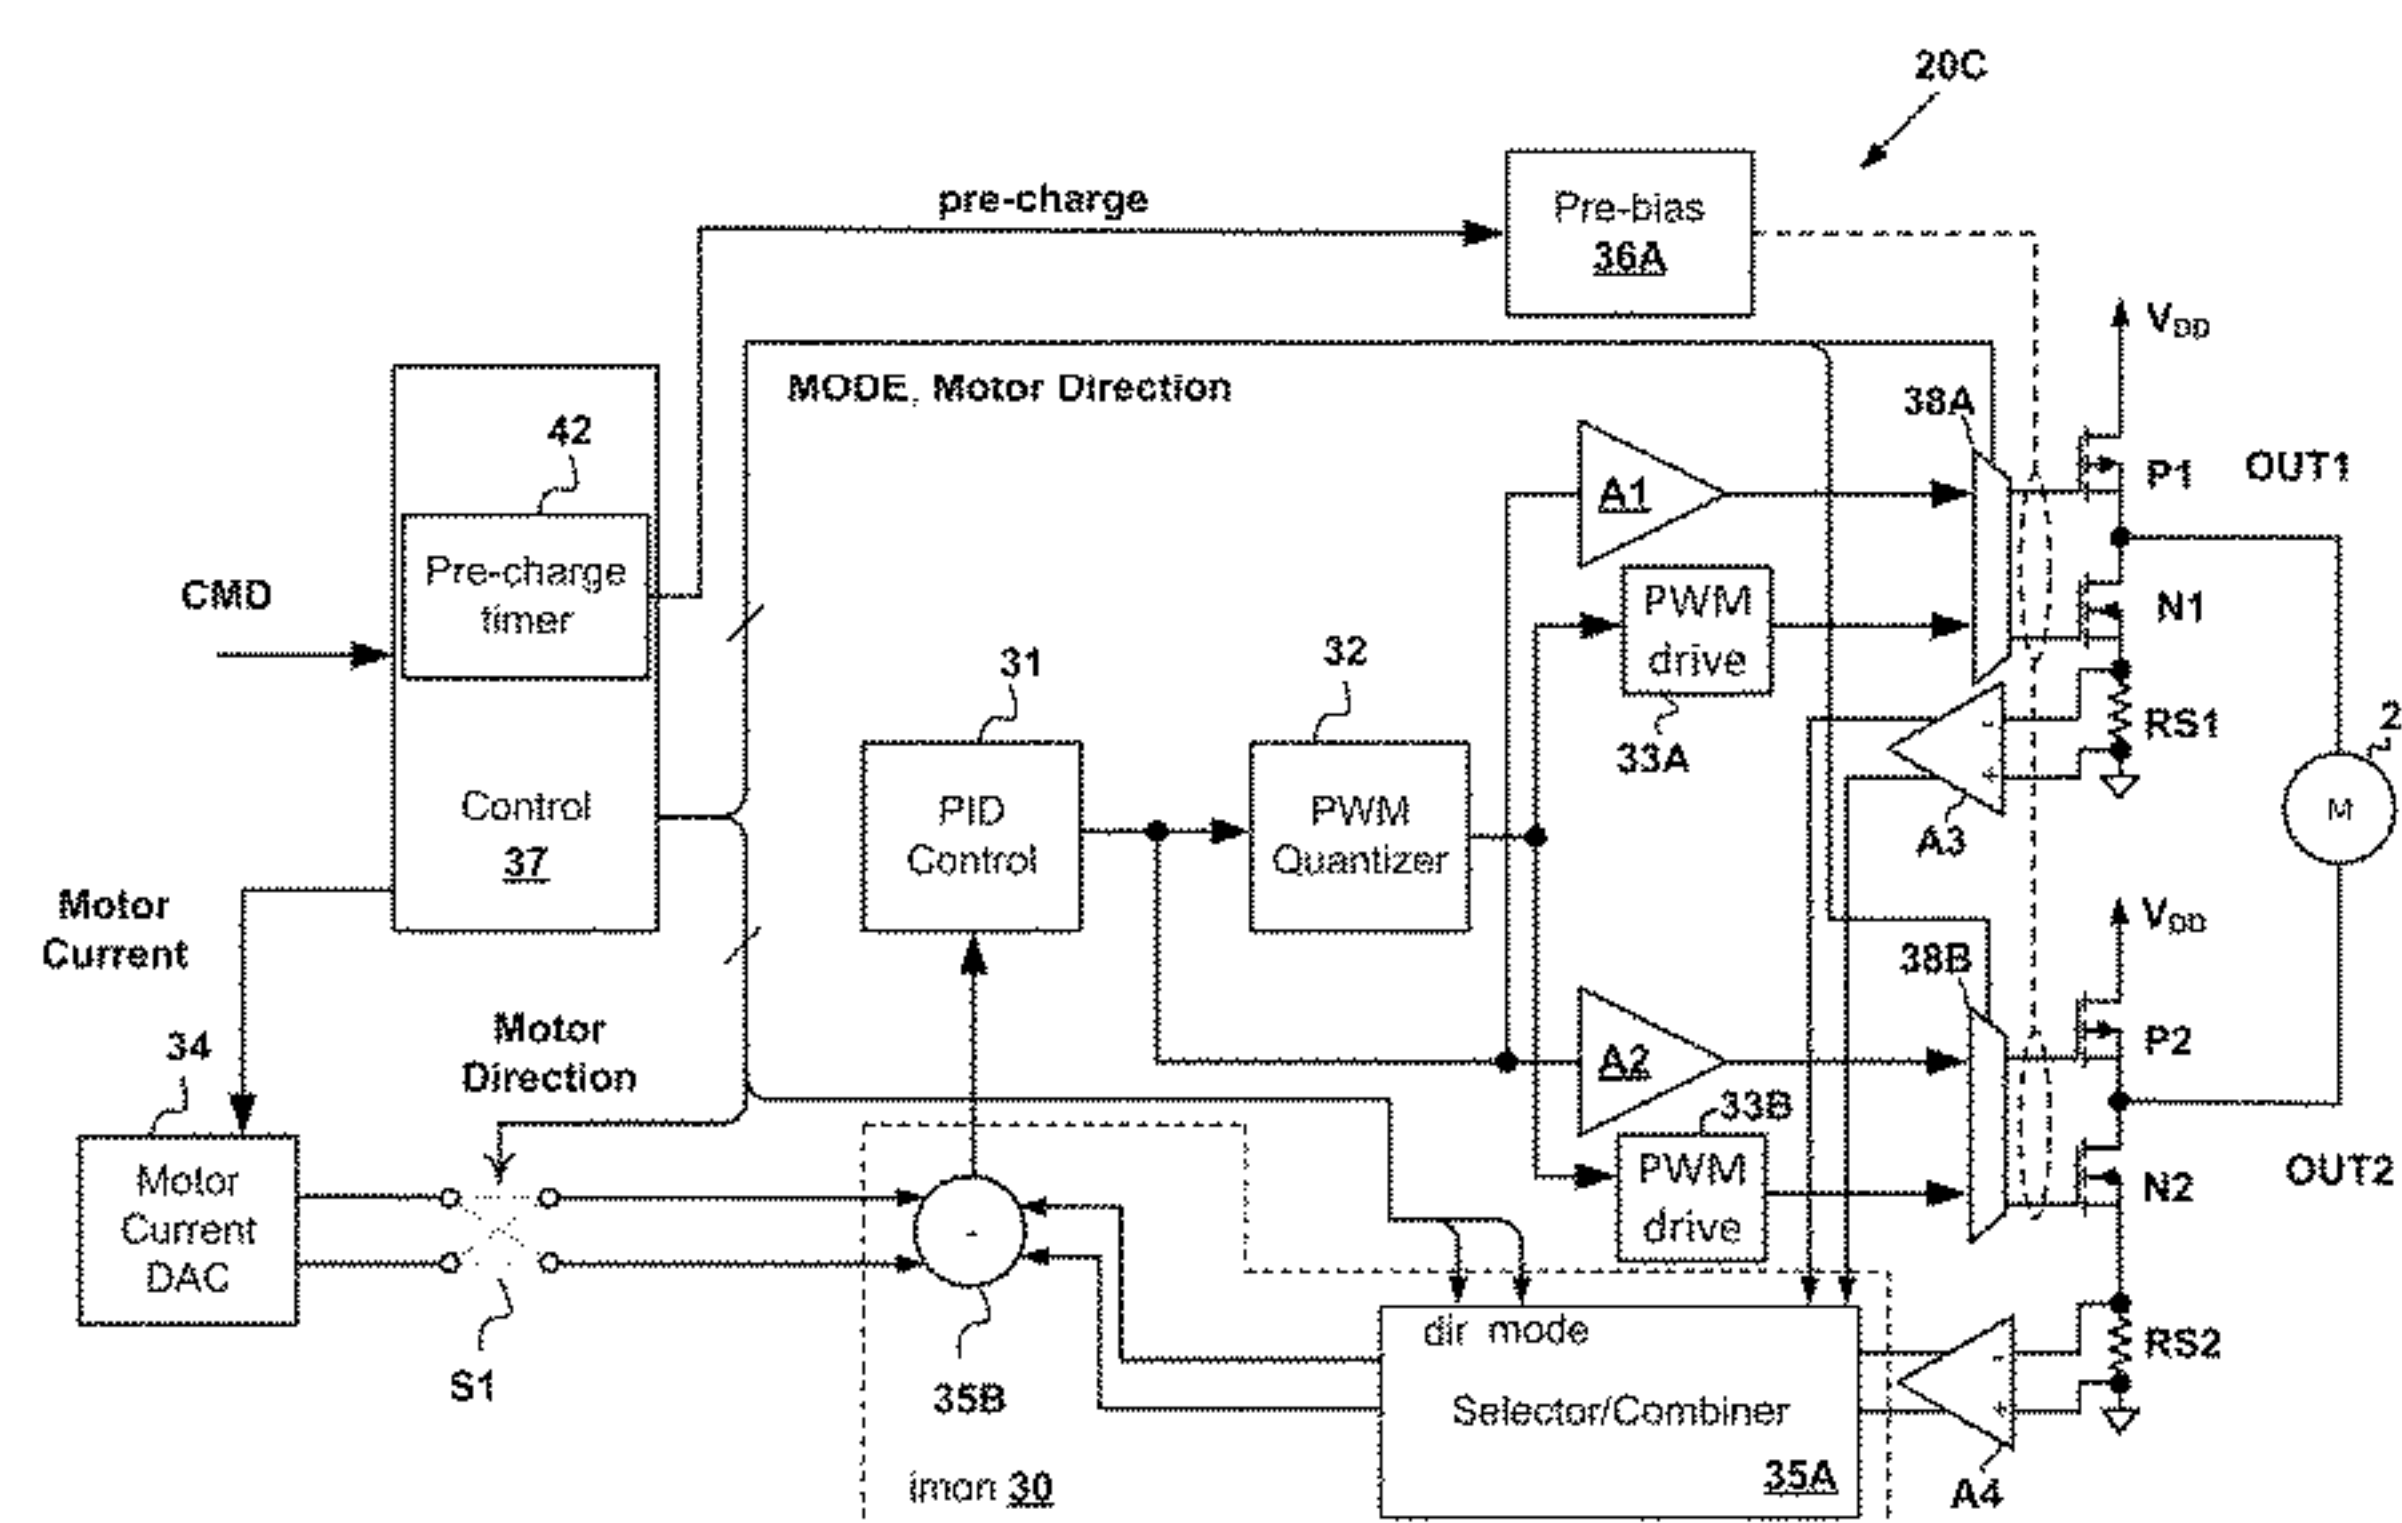 20C
Pre-bias
36A
pre-charge
V_DD
MODE, Motor Direction
38A
42
A1
P1
OUT1
Pre-charge
timer
CMD
PWM
drive
N1
31
32
33A
RS1
2
Control
37
PID
Control
PWM
Quantizer
A3
M
Motor
Current
V_DD
38B
34
Motor
Direction
A2
P2
33B
Motor
Current
DAC
PWM
drive
N2
OUT2
-
S1
35B
dir mode
Selector/Combiner
35A
-
+
-
+
RS2
A4
imon 30